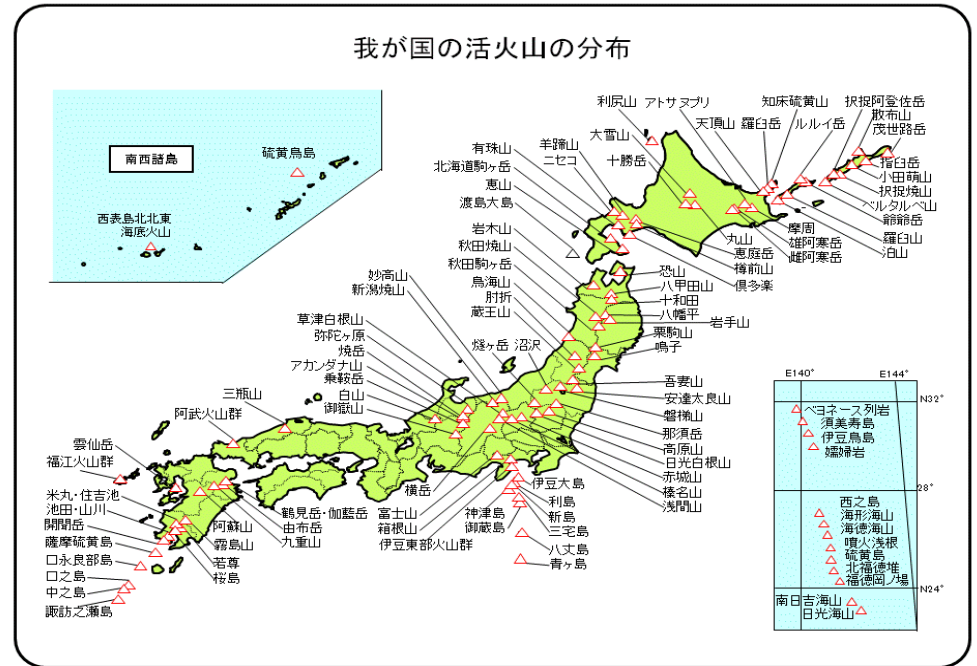 我が国の活火山の分布
南西諸島
硫黄鳥島
西表島北北東
海底火山
利尻山
アトサヌプリ
知床硫黄山
択捉阿登佐岳
散布山
茂世路岳
大雪山
天頂山
羅臼岳
ルルイ岳
有珠山
羊蹄山
ニセコ
十勝岳
北海道駒ヶ岳
恵山
渡島大島
指臼岳
小田萌山
択捉焼山
ベルタルベ山
爺爺岳
羅臼山
泊山
岩木山
秋田焼山
秋田駒ヶ岳
鳥海山
肘折
蔵王山
丸山
恵庭岳
樽前山
倶多楽
摩周
雄阿寒岳
雌阿寒岳
妙高山
新潟焼山
恐山
八甲田山
十和田
八幡平
岩手山
栗駒山
鳴子
草津白根山
弥陀ヶ原
焼岳
アカンダナ山
乗鞍岳
白山
御嶽山
燧ヶ岳
沼沢
吾妻山
安達太良山
磐梯山
那須岳
高原山
日光白根山
赤城山
榛名山
浅間山
三瓶山
阿武火山群
雲仙岳
福江火山群
米丸・住吉池
池田・山川
開聞岳
薩摩硫黄島
口永良部島
口之島
中之島
諏訪之瀬島
鶴見岳・伽藍岳
由布岳
九重山
阿蘇山
霧島山
若尊
桜島
横岳
富士山
箱根山
伊豆東部火山群
伊豆大島
利島
新島
神津島
三宅島
御蔵島
八丈島
青ヶ島
E140°
E144°
N32°
ベヨネース列岩
須美寿島
伊豆鳥島
孀婦岩
28°
西之島
海形海山
海徳海山
噴火浅根
硫黄島
北福徳堆
福徳岡ノ場
N24°
南日吉海山
日光海山